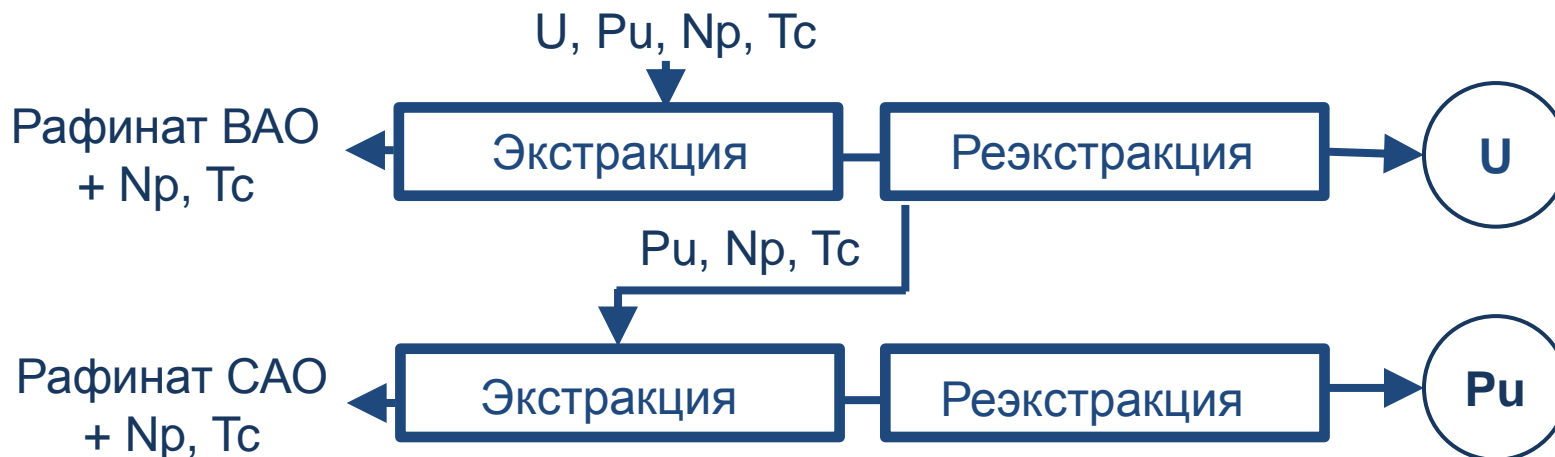 U, Pu, Np, Tc
Рафинат ВАО
+ Np, Tc
Экстракция
Реэкстракция
U
Pu, Np, Tc
Рафинат САО
+ Np, Tc
Экстракция
Реэкстракция
Pu